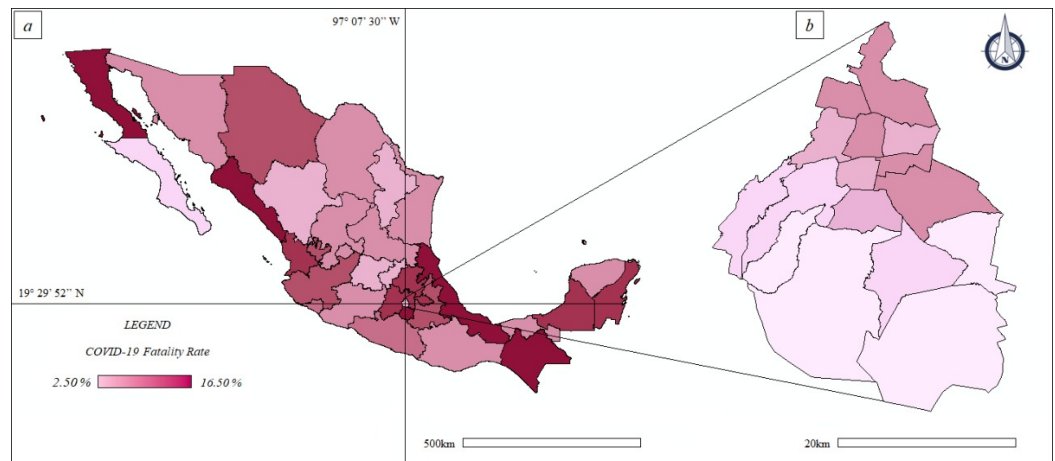 a
97° 07' 30'' W
b
N
19° 29' 52'' N
LEGEND
COVID-19 Fatality Rate
2.50 %
16.50 %
500km
20km